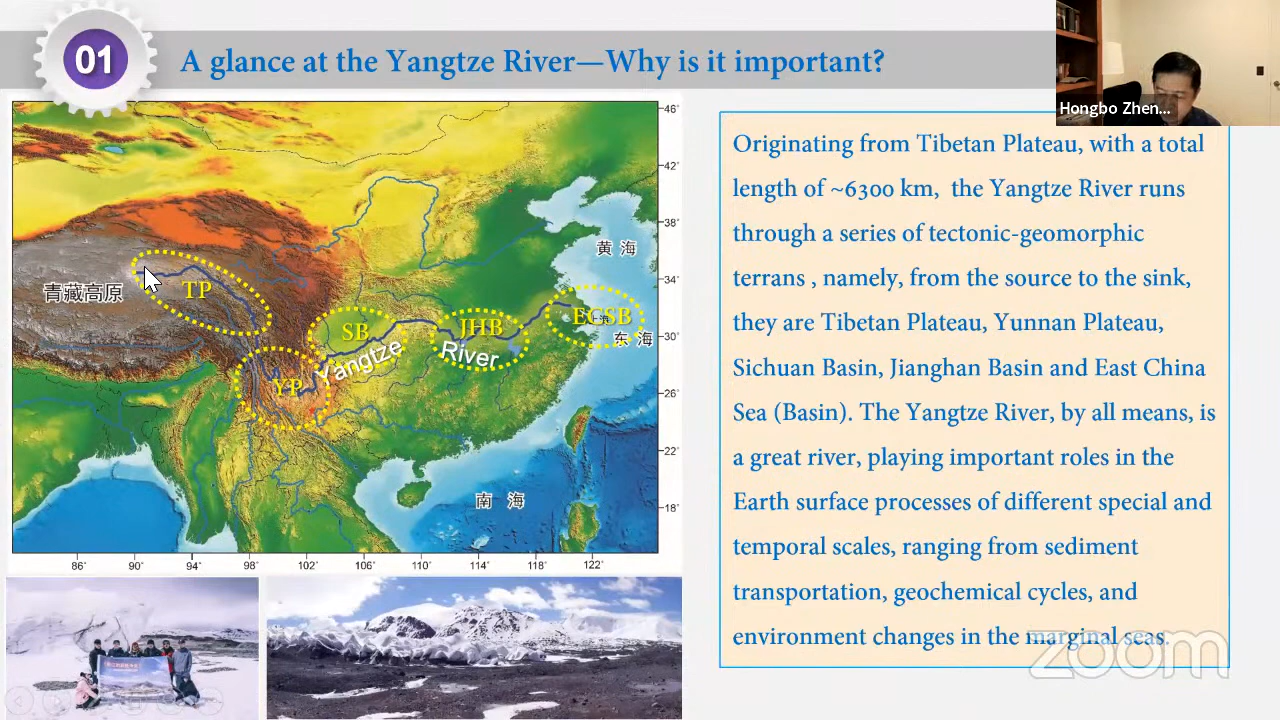 01
A glance at the Yangtze River—Why is it important?
Hongbo Zhen...
46°
42°
38°
34°
30°
26°
22°
18°
黄 海
青藏高原
TP
SB
JHB
ECSB
东 海
YP
Yangtze River
南 海
86° 90° 94° 98° 102° 106° 110° 114° 118° 122°
Originating from Tibetan Plateau, with a total
length of ~6300 km, the Yangtze River runs
through a series of tectonic-geomorphic
terrans , namely, from the source to the sink,
they are Tibetan Plateau, Yunnan Plateau,
Sichuan Basin, Jianghan Basin and East China
Sea (Basin). The Yangtze River, by all means, is
a great river, playing important roles in the
Earth surface processes of different special and
temporal scales, ranging from sediment
transportation, geochemical cycles, and
environment changes in the marginal seas.
zoom